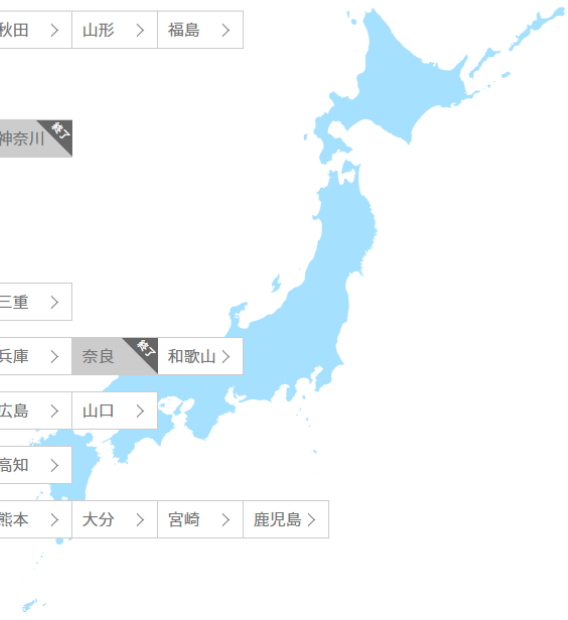 秋田 山形 福島
神奈川 終了
三重
兵庫 奈良 終了 和歌山
広島 山口
高知
熊本 大分 宮崎 鹿児島